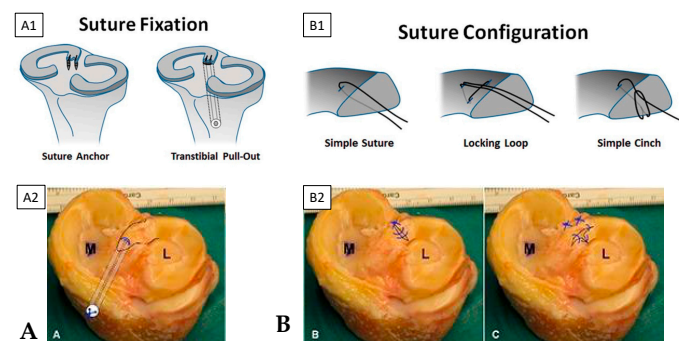 A1
Suture Fixation
Suture Anchor
Transtibial Pull-Out
B1
Suture Configuration
Simple Suture
Locking Loop
Simple Cinch
A2
M
L
A
A
B2
M
L
B
M
L
C
B